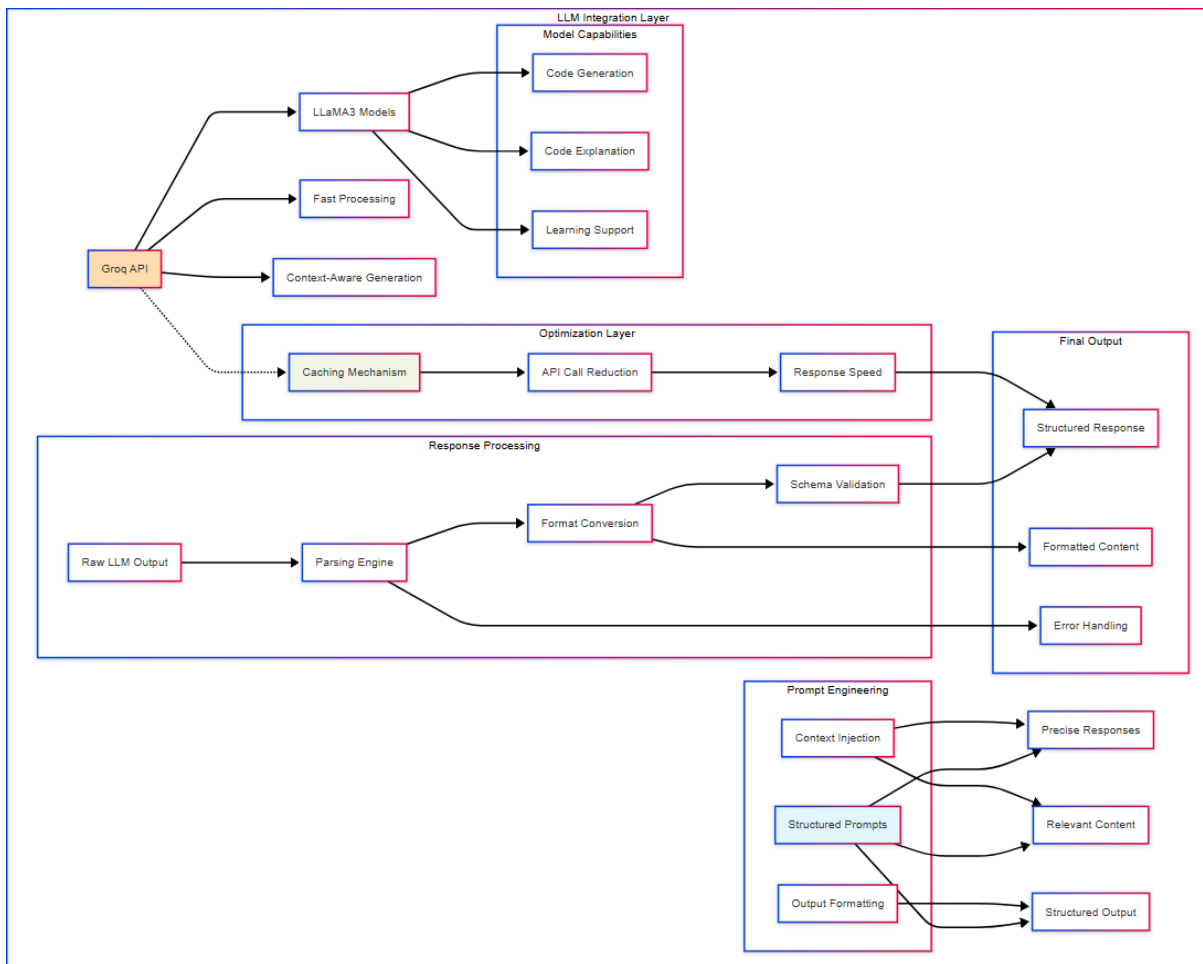 LLM Integration Layer
Model Capabilities
Code Generation
LLaMA3 Models
Code Explanation
Fast Processing
Learning Support
Groq API
Context-Aware Generation
Optimization Layer
Final Output
Caching Mechanism
API Call Reduction
Response Speed
Structured Response
Response Processing
Schema Validation
Format Conversion
Formatted Content
Raw LLM Output
Parsing Engine
Error Handling
Prompt Engineering
Context Injection
Precise Responses
Structured Prompts
Relevant Content
Output Formatting
Structured Output